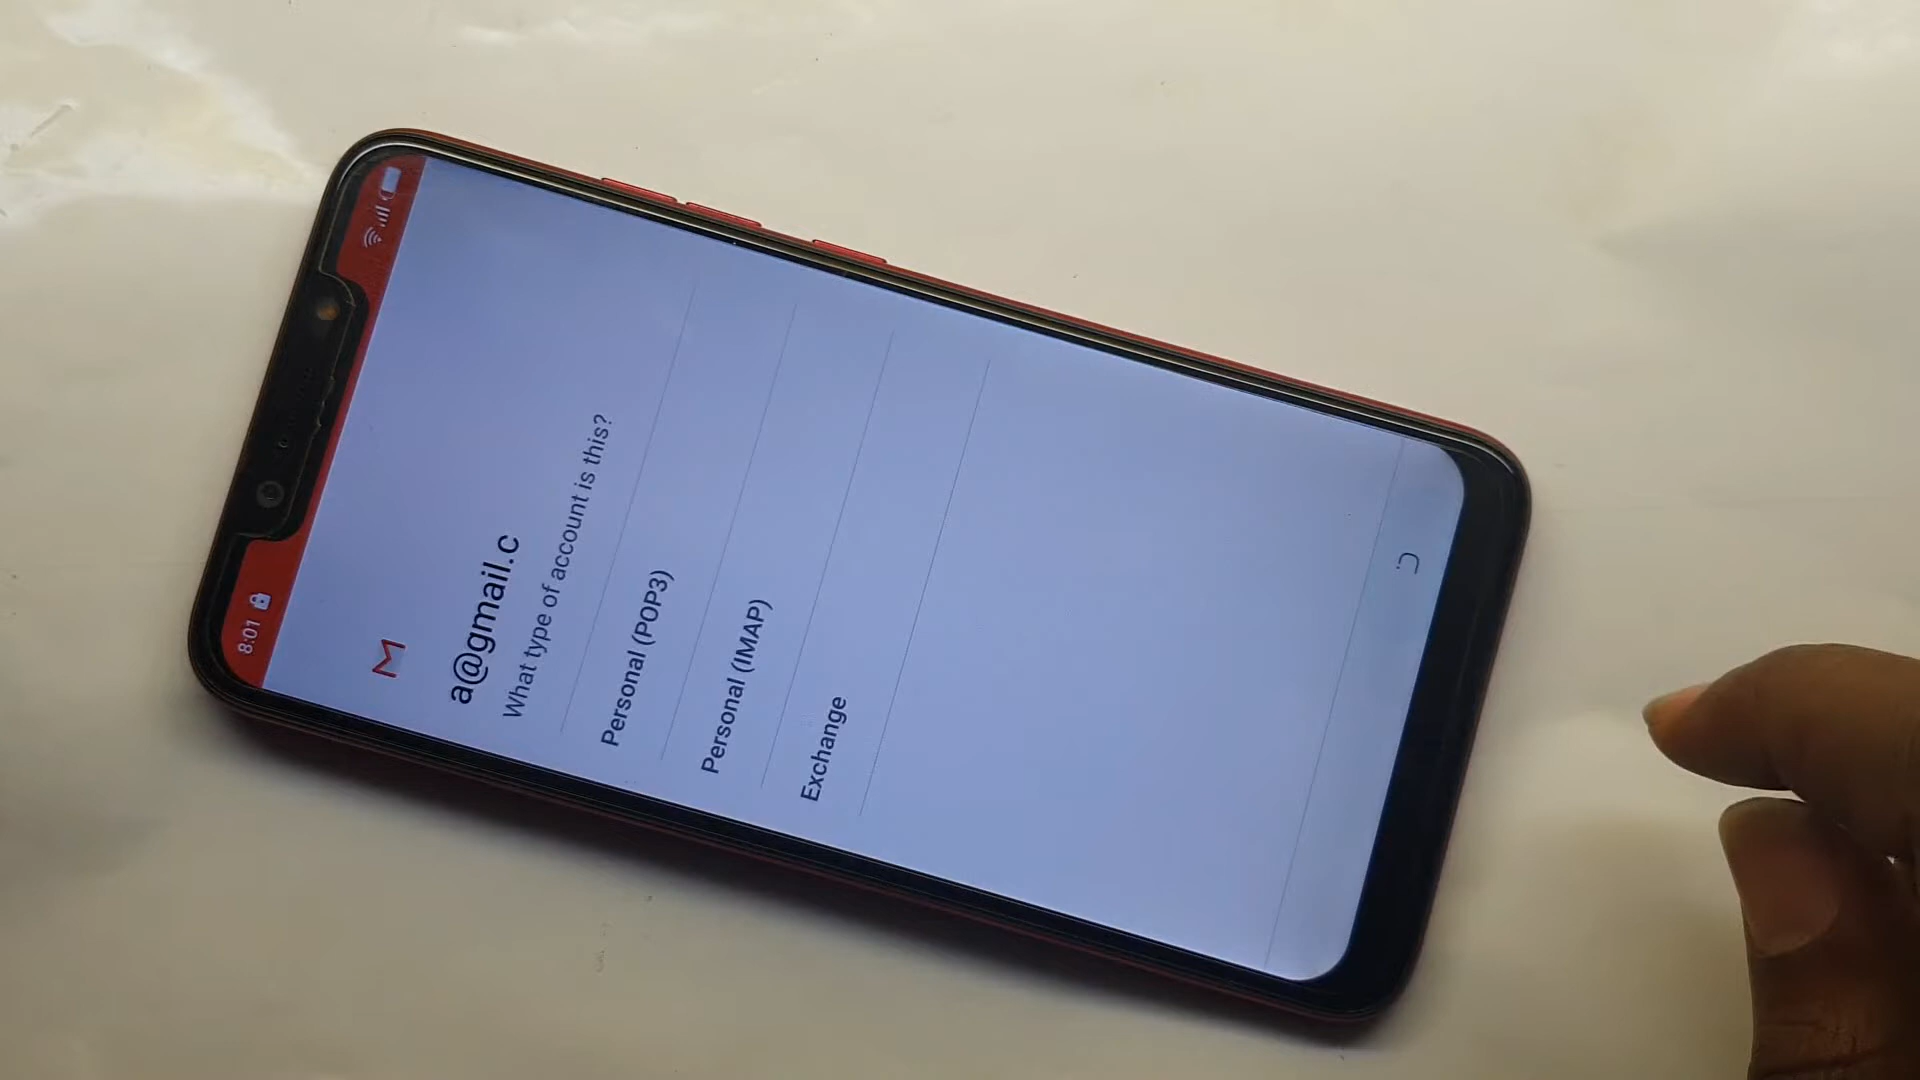 8:01
a@gmail.c
What type of account is this?
Personal (POP3)
Personal (IMAP)
Exchange